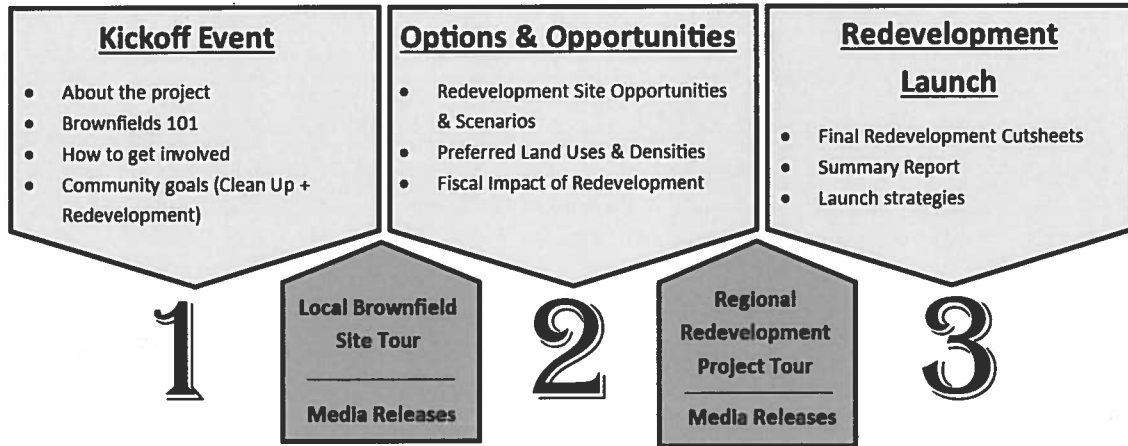 Kickoff Event
• About the project
• Brownfields 101
• How to get involved
• Community goals (Clean Up +
Redevelopment)
Options & Opportunities
• Redevelopment Site Opportunities
& Scenarios
• Preferred Land Uses & Densities
• Fiscal Impact of Redevelopment
Redevelopment
Launch
• Final Redevelopment Cutsheets
• Summary Report
• Launch strategies
1
Local Brownfield
Site Tour
Media Releases
2
Regional
Redevelopment
Project Tour
Media Releases
3